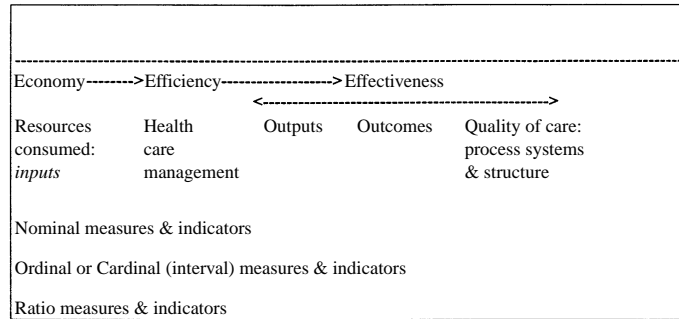 Economy-------->Efficiency------------------>Effectiveness
<---------------------------------------------->
Resources Health Outputs Outcomes Quality of care:
consumed: care process systems
inputs management & structure
Nominal measures & indicators
Ordinal or Cardinal (interval) measures & indicators
Ratio measures & indicators